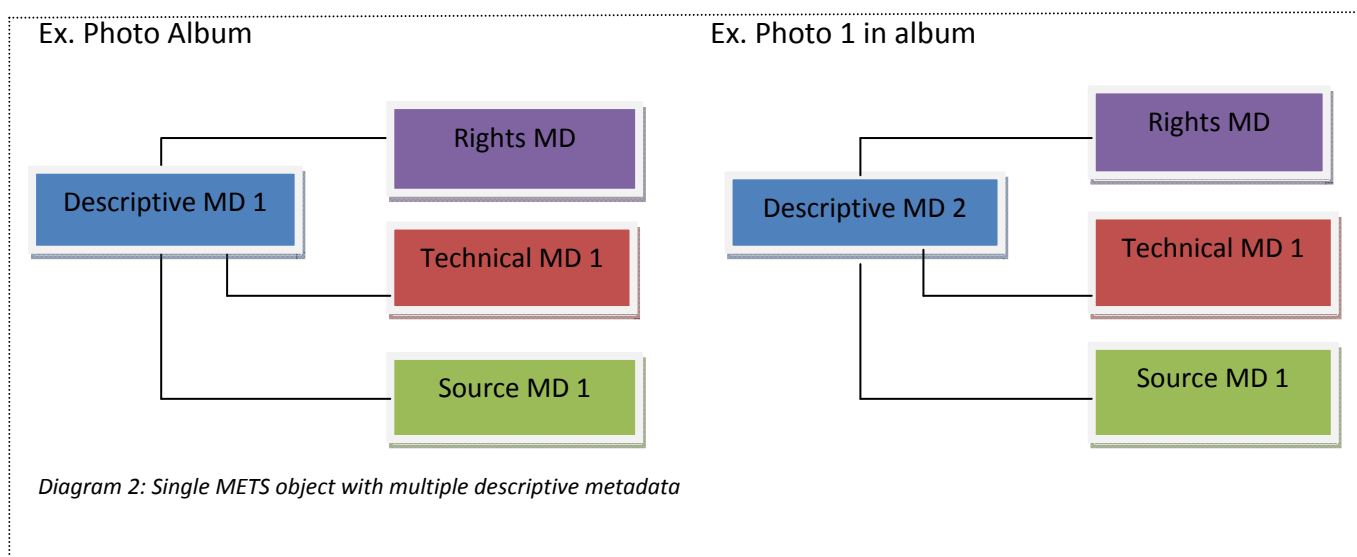 Ex. Photo Album
Rights MD
Descriptive MD 1
Technical MD 1
Source MD 1
Ex. Photo 1 in album
Rights MD
Descriptive MD 2
Technical MD 1
Source MD 1
Diagram 2: Single METS object with multiple descriptive metadata